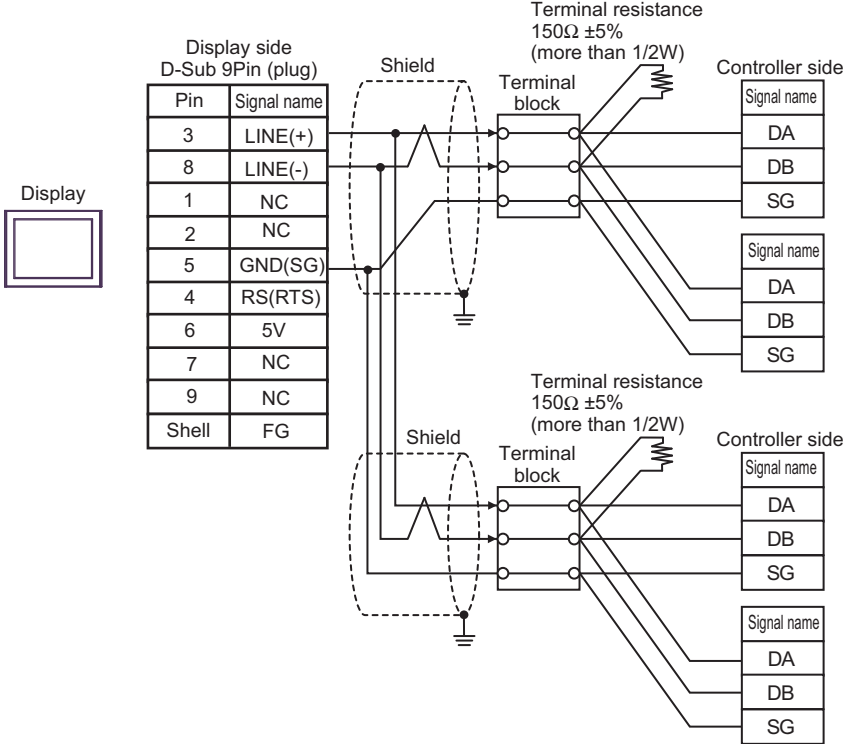 Terminal resistance
150Ω ±5%
(more than 1/2W)
Display side
D-Sub 9Pin (plug)
Shield
Terminal
block
Controller side
Pin Signal name
3 LINE(+)
8 LINE(-)
1 NC
2 NC
5 GND(SG)
4 RS(RTS)
6 5V
7 NC
9 NC
Shell FG
Display
Signal name
DA
DB
SG
Signal name
DA
DB
SG
Terminal resistance
150Ω ±5%
(more than 1/2W)
Shield
Terminal
block
Controller side
Signal name
DA
DB
SG
Signal name
DA
DB
SG